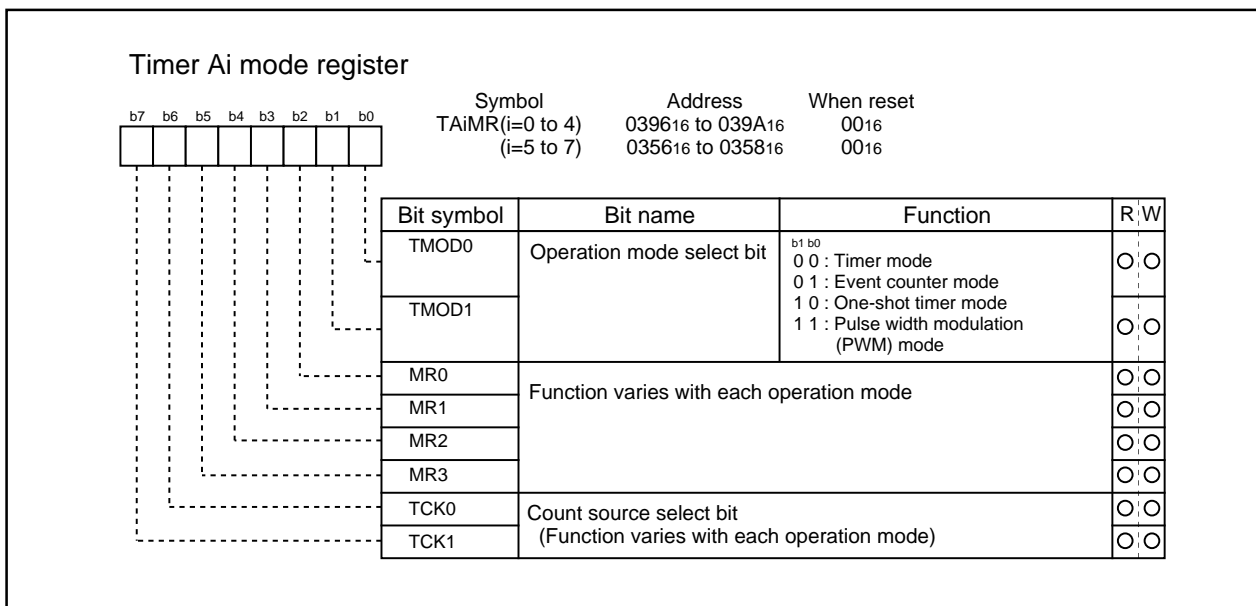 Timer Ai mode register
Symbol Address When reset
TAiMR(i=0 to 4) 039616 to 039A16 0016
(i=5 to 7) 035616 to 035816 0016
b7 b6 b5 b4 b3 b2 b1 b0
Bit symbol Bit name Function R W
TMOD0 Operation mode select bit
b1 b0
0 0 : Timer mode
0 1 : Event counter mode
1 0 : One-shot timer mode
1 1 : Pulse width modulation
(PWM) mode
TMOD1
MR0 Function varies with each operation mode
MR1
MR2
MR3
TCK0 Count source select bit
(Function varies with each operation mode)
TCK1